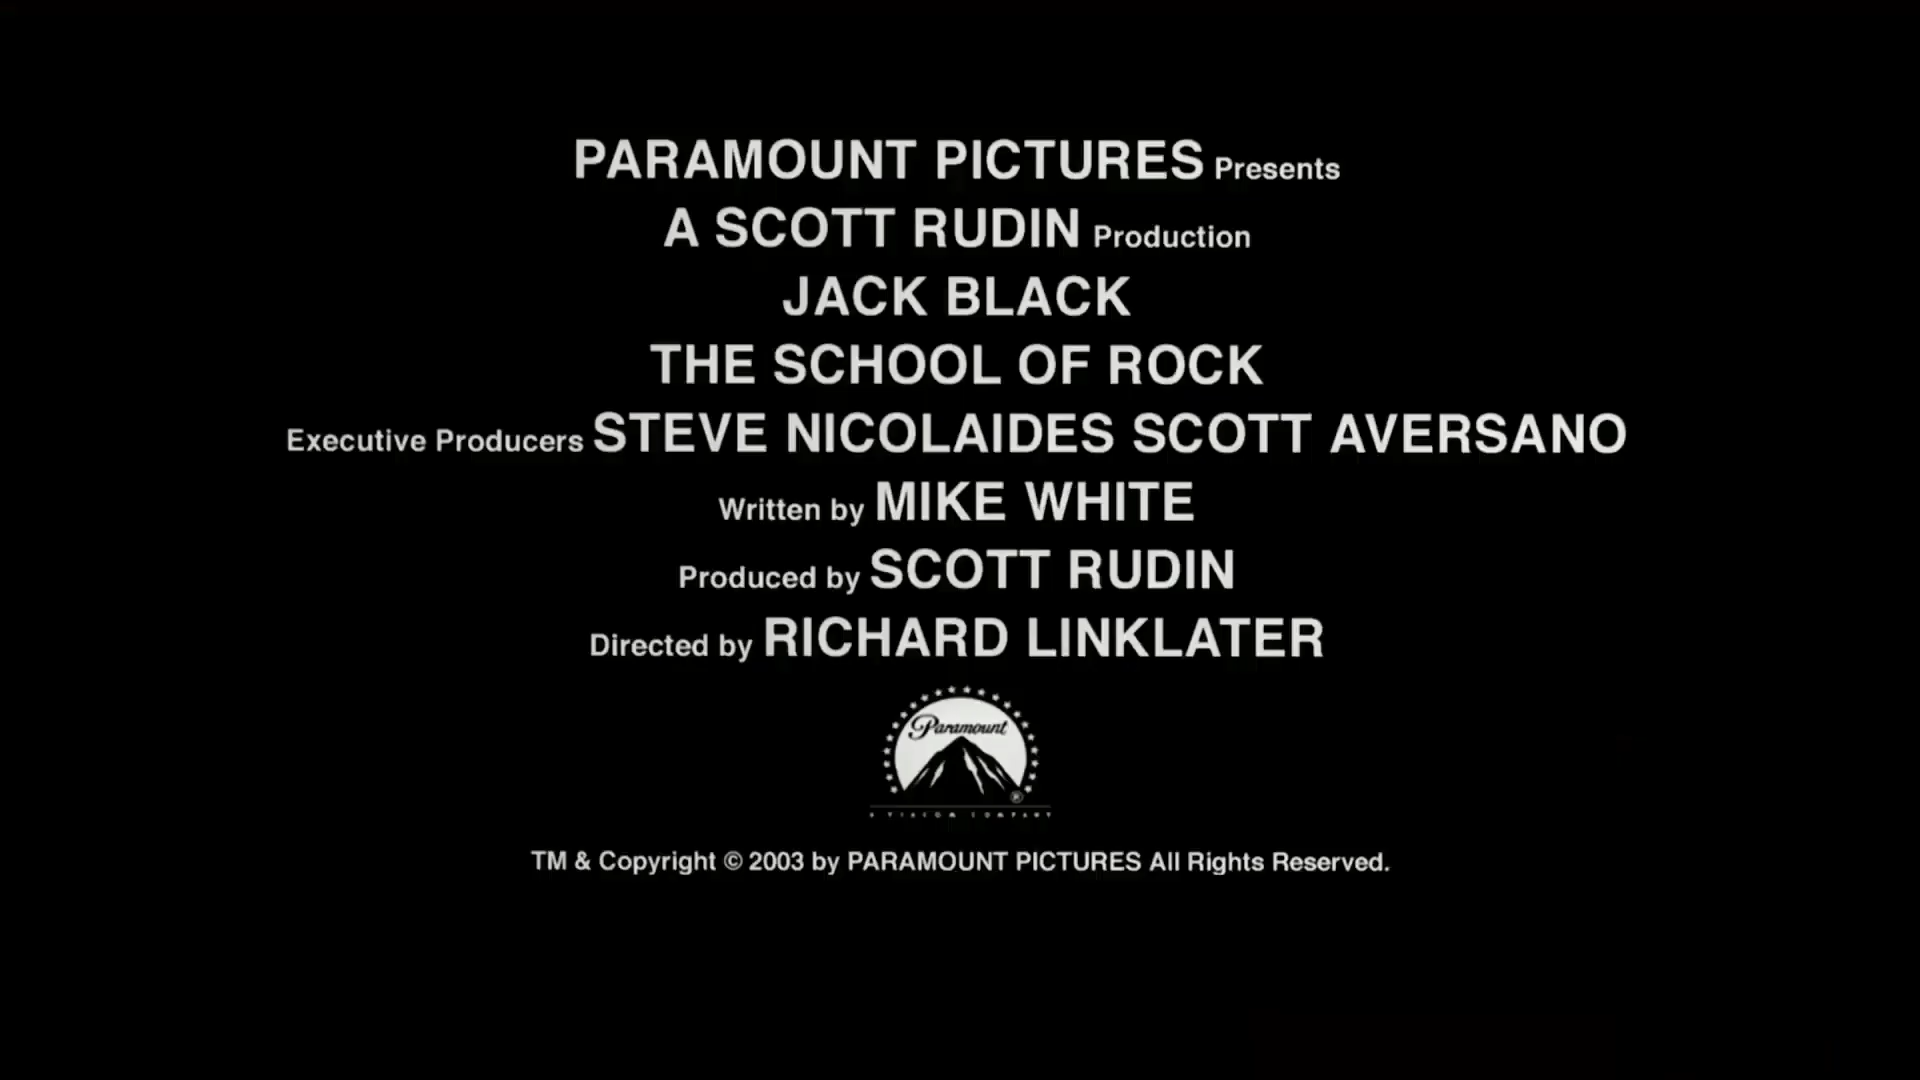 PARAMOUNT PICTURES Presents
A SCOTT RUDIN Production
JACK BLACK
THE SCHOOL OF ROCK
Executive Producers STEVE NICOLAIDES SCOTT AVERSANO
Written by MIKE WHITE
Produced by SCOTT RUDIN
Directed by RICHARD LINKLATER
Paramount
®
A VIACOM COMPANY
TM & Copyright © 2003 by PARAMOUNT PICTURES All Rights Reserved.